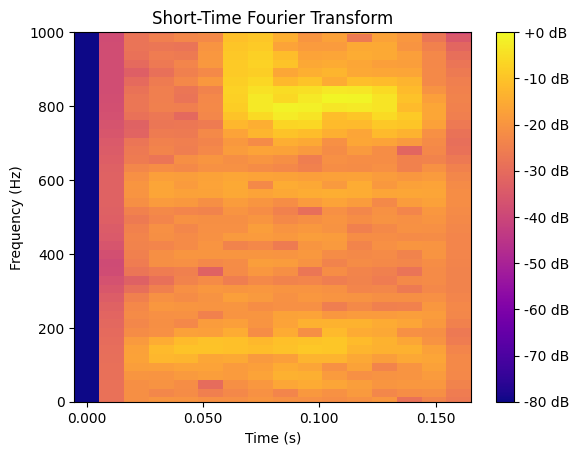 Short-Time Fourier Transform
1000
800
600
400
200
0
Frequency (Hz)
0.000
0.050
0.100
0.150
Time (s)
+0 dB
-10 dB
-20 dB
-30 dB
-40 dB
-50 dB
-60 dB
-70 dB
-80 dB